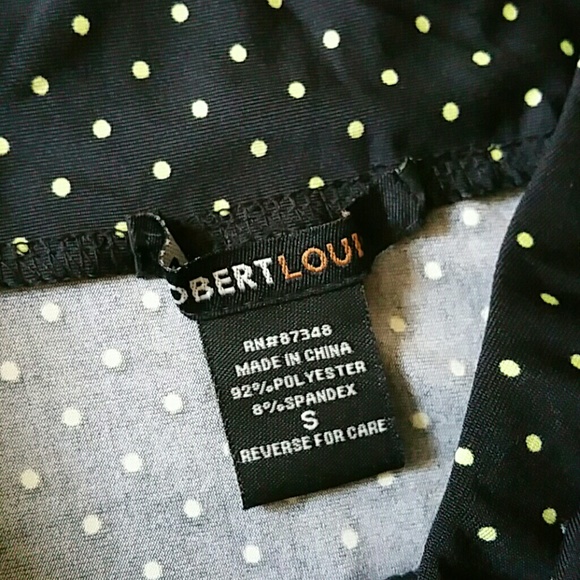 OBERTLOUI
RN#87348
MADE IN CHINA
92%POLYESTER
8%SPANDEX
S
REVERSE FOR CARE